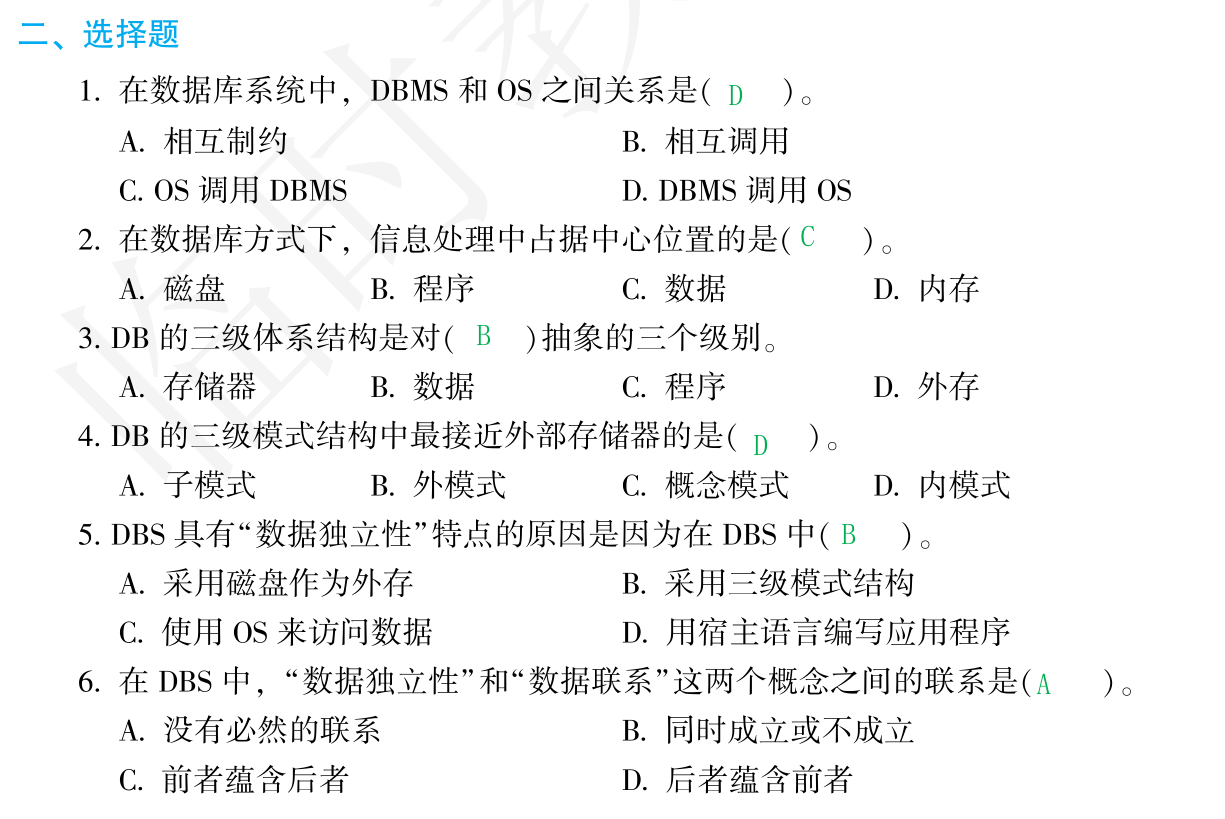 二、选择题
1. 在数据库系统中，DBMS 和 OS 之间关系是( D )。
A. 相互制约 B. 相互调用
C. OS 调用 DBMS D. DBMS 调用 OS
2. 在数据库方式下，信息处理中占据中心位置的是( C )。
A. 磁盘 B. 程序 C. 数据 D. 内存
3. DB 的三级体系结构是对( B )抽象的三个级别。
A. 存储器 B. 数据 C. 程序 D. 外存
4. DB 的三级模式结构中最接近外部存储器的是( D )。
A. 子模式 B. 外模式 C. 概念模式 D. 内模式
5. DBS 具有“数据独立性”特点的原因是因为在 DBS 中( B )。
A. 采用磁盘作为外存 B. 采用三级模式结构
C. 使用 OS 来访问数据 D. 用宿主语言编写应用程序
6. 在 DBS 中，“数据独立性”和“数据联系”这两个概念之间的联系是( A )。
A. 没有必然的联系 B. 同时成立或不成立
C. 前者蕴含后者 D. 后者蕴含前者